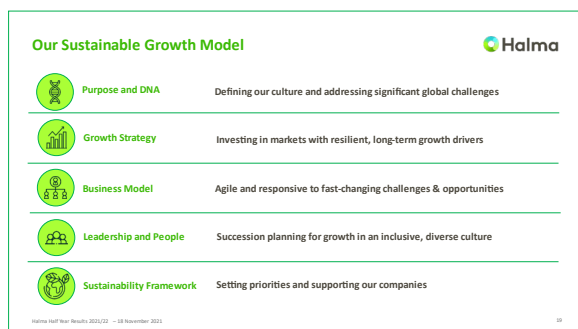 Our Sustainable Growth Model
Halma
Purpose and DNA
Defining our culture and addressing significant global challenges
Growth Strategy
Investing in markets with resilient, long-term growth drivers
Business Model
Agile and responsive to fast-changing challenges & opportunities
Leadership and People
Succession planning for growth in an inclusive, diverse culture
Sustainability Framework
Setting priorities and supporting our companies
Halma Half Year Results 2021/22 – 18 November 2021